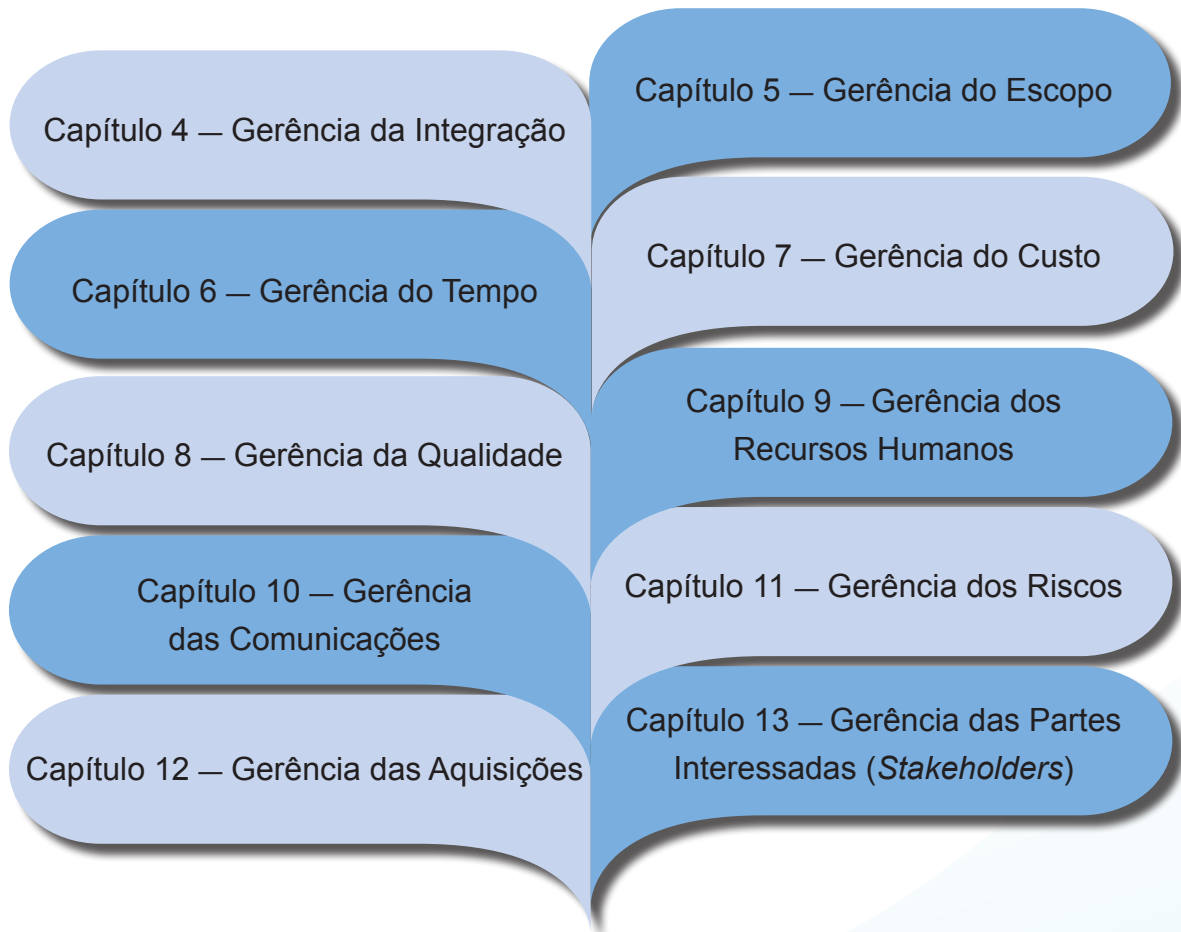 Capítulo 4 — Gerência da Integração
Capítulo 5 — Gerência do Escopo
Capítulo 6 — Gerência do Tempo
Capítulo 7 — Gerência do Custo
Capítulo 8 — Gerência da Qualidade
Capítulo 9 — Gerência dos
Recursos Humanos
Capítulo 10 — Gerência
das Comunicações
Capítulo 11 — Gerência dos Riscos
Capítulo 12 — Gerência das Aquisições
Capítulo 13 — Gerência das Partes
Interessadas (Stakeholders)